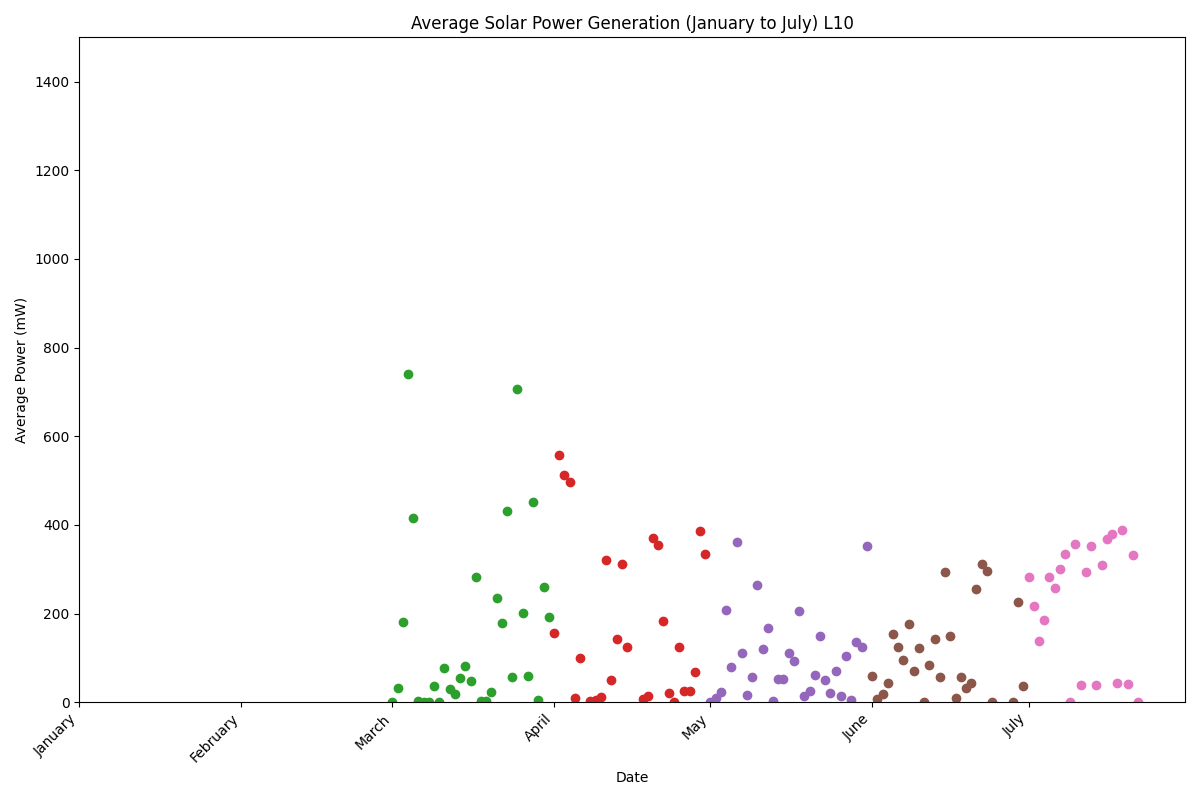 Average Solar Power Generation (January to July) L10
1400
1200
1000
800
600
400
200
0
Average Power (mW)
January
February
March
April
May
June
July
Date